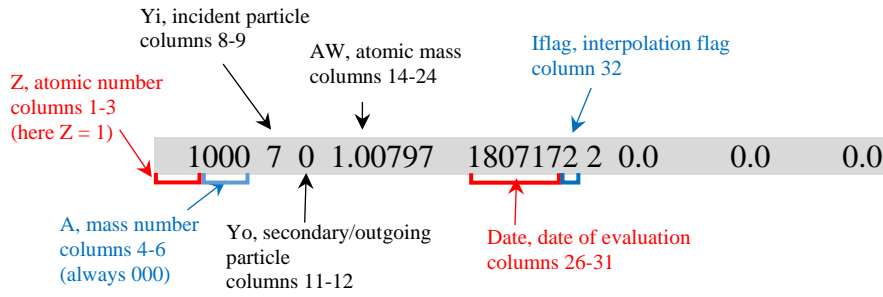 Yi, incident particle
columns 8-9
AW, atomic mass
columns 14-24
Iflag, interpolation flag
column 32
Z, atomic number
columns 1-3
(here Z = 1)
1000 7 0 1.00797 1807172 2 0.0 0.0 0.0
A, mass number
columns 4-6
(always 000)
Yo, secondary/outgoing
particle
columns 11-12
Date, date of evaluation
columns 26-31